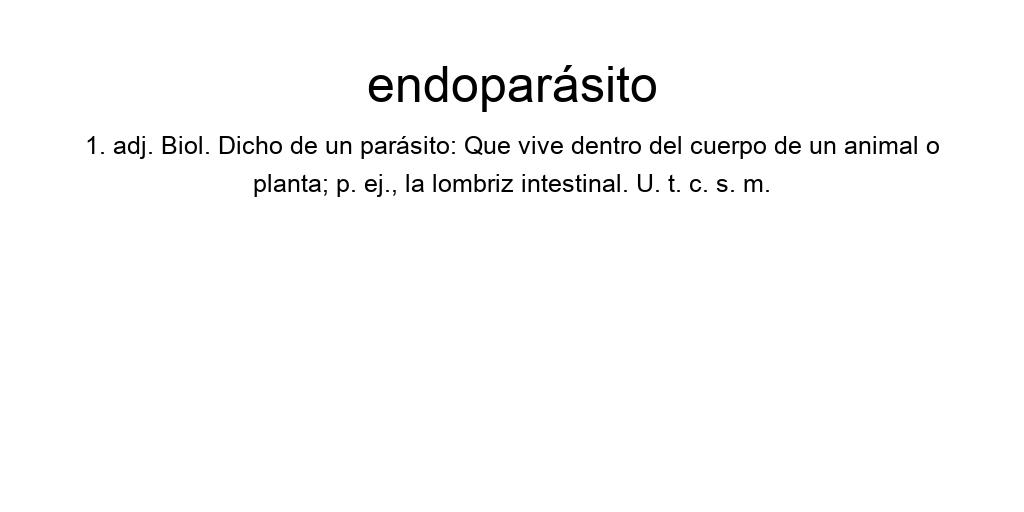 endoparásito
1. adj. Biol. Dicho de un parásito: Que vive dentro del cuerpo de un animal o
planta; p. ej., la lombriz intestinal. U. t. c. s. m.